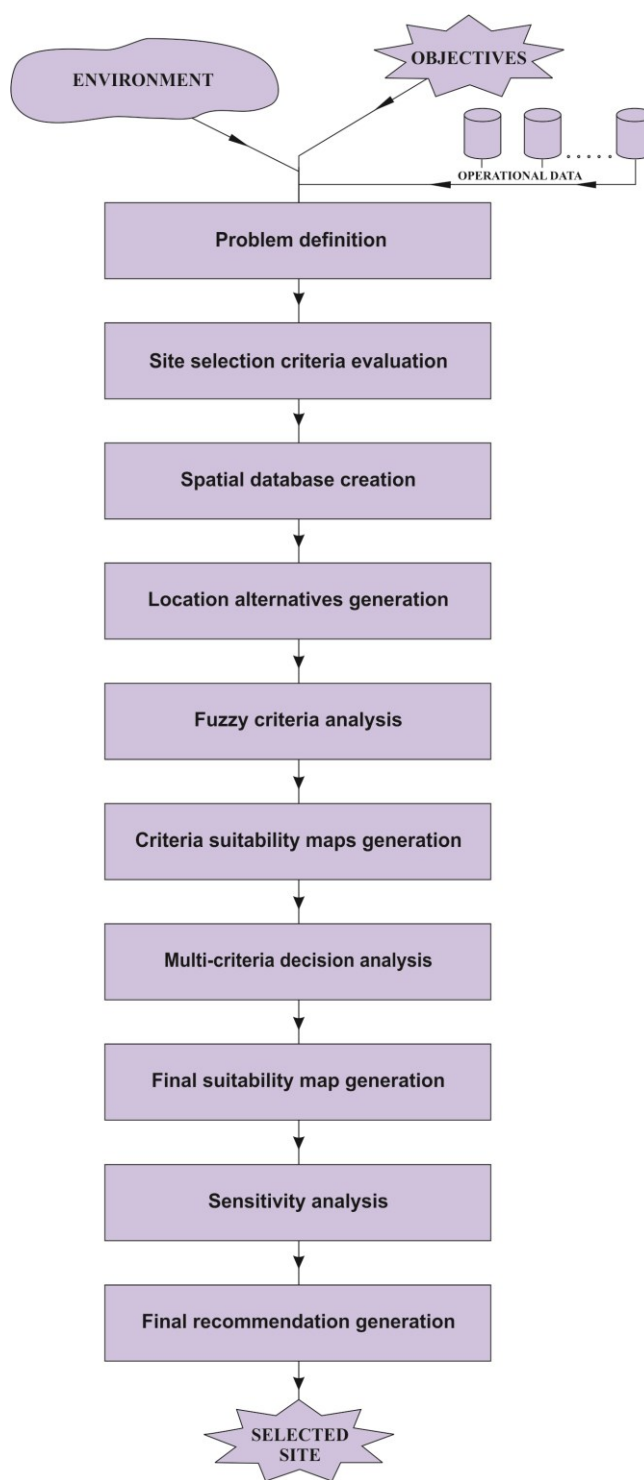 ENVIRONMENT
OBJECTIVES
OPERATIONAL DATA
Problem definition
Site selection criteria evaluation
Spatial database creation
Location alternatives generation
Fuzzy criteria analysis
Criteria suitability maps generation
Multi-criteria decision analysis
Final suitability map generation
Sensitivity analysis
Final recommendation generation
SELECTED
SITE